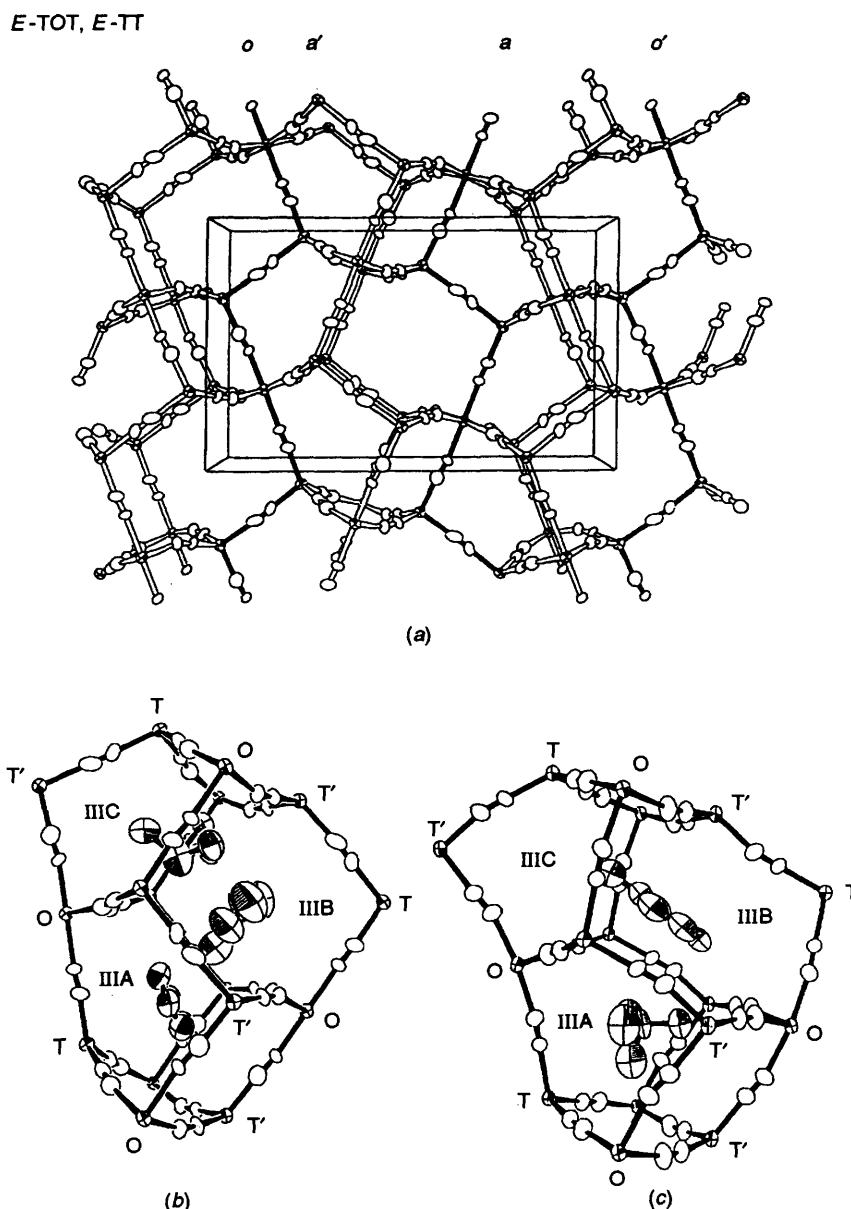 E-TOT, E-TT
o a′ a o′
(a)
T
O
T′
T′
IIIC
IIIB
T
O
IIIA
T′
O
T
T′
O
(b)
T
O
T′
T′
IIIC
IIIB
T
O
IIIA
T′
O
T
T′
O
(c)